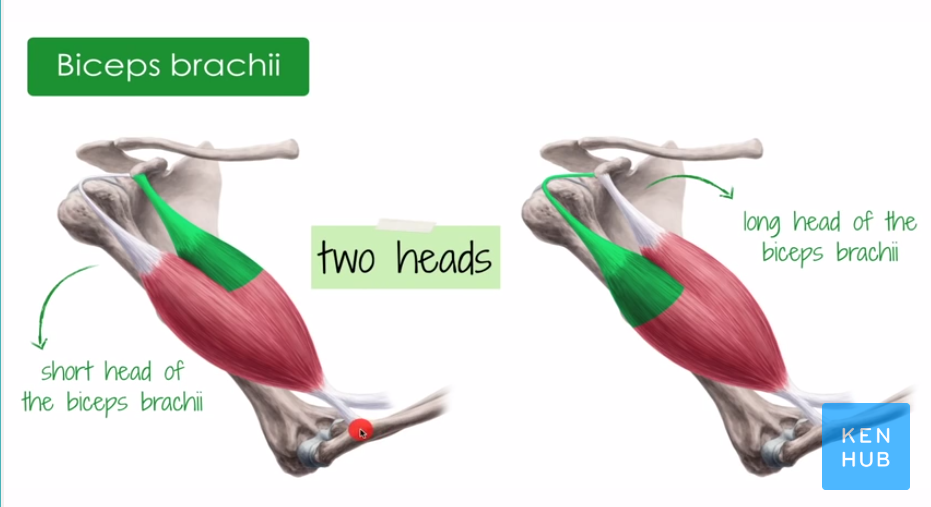 Biceps brachii
two heads
long head of the
biceps brachii
short head of
the biceps brachii
KEN
HUB